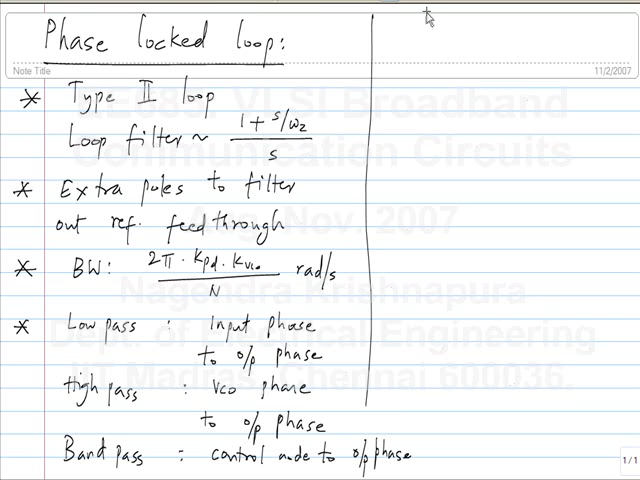 Phase locked loop:
Note Title
11/2/2007
* Type II loop
Loop filter ~ (1 + s/ω2)/s
* Extra poles to filter
out ref. feedthrough
* BW: (2π · Kpd · Kvco)/N rad/s
* Low pass : Input phase
to o/p phase
High pass : VCO phase
to o/p phase
Band pass : control node to o/p phase
VLSI Broadband
Communication Circuits
Aug-Nov. 2007
Nagendra Krishnapura
Dept. of Electrical Engineering
IIT Madras, Chennai 600036
1/1